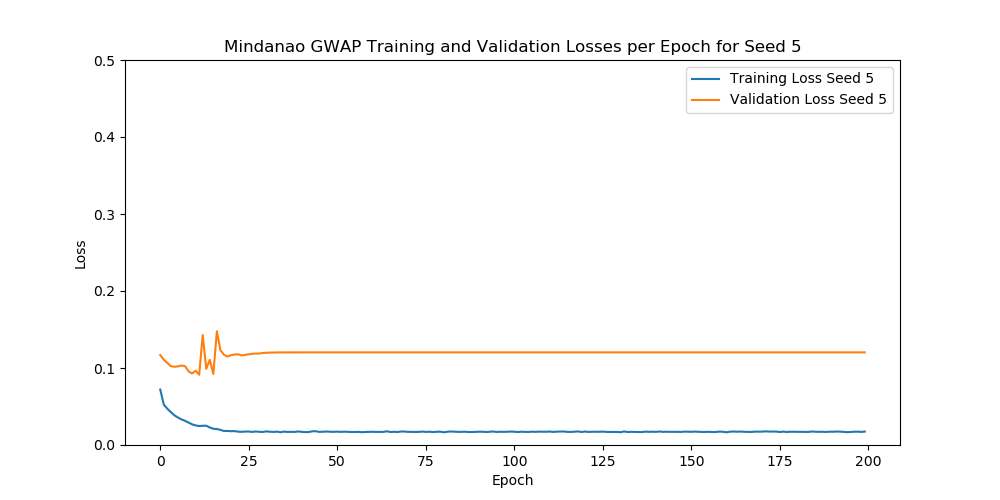 Mindanao GWAP Training and Validation Losses per Epoch for Seed 5
Training Loss Seed 5
Validation Loss Seed 5
0.5
0.4
0.3
0.2
0.1
0.0
Loss
0 25 50 75 100 125 150 175 200
Epoch